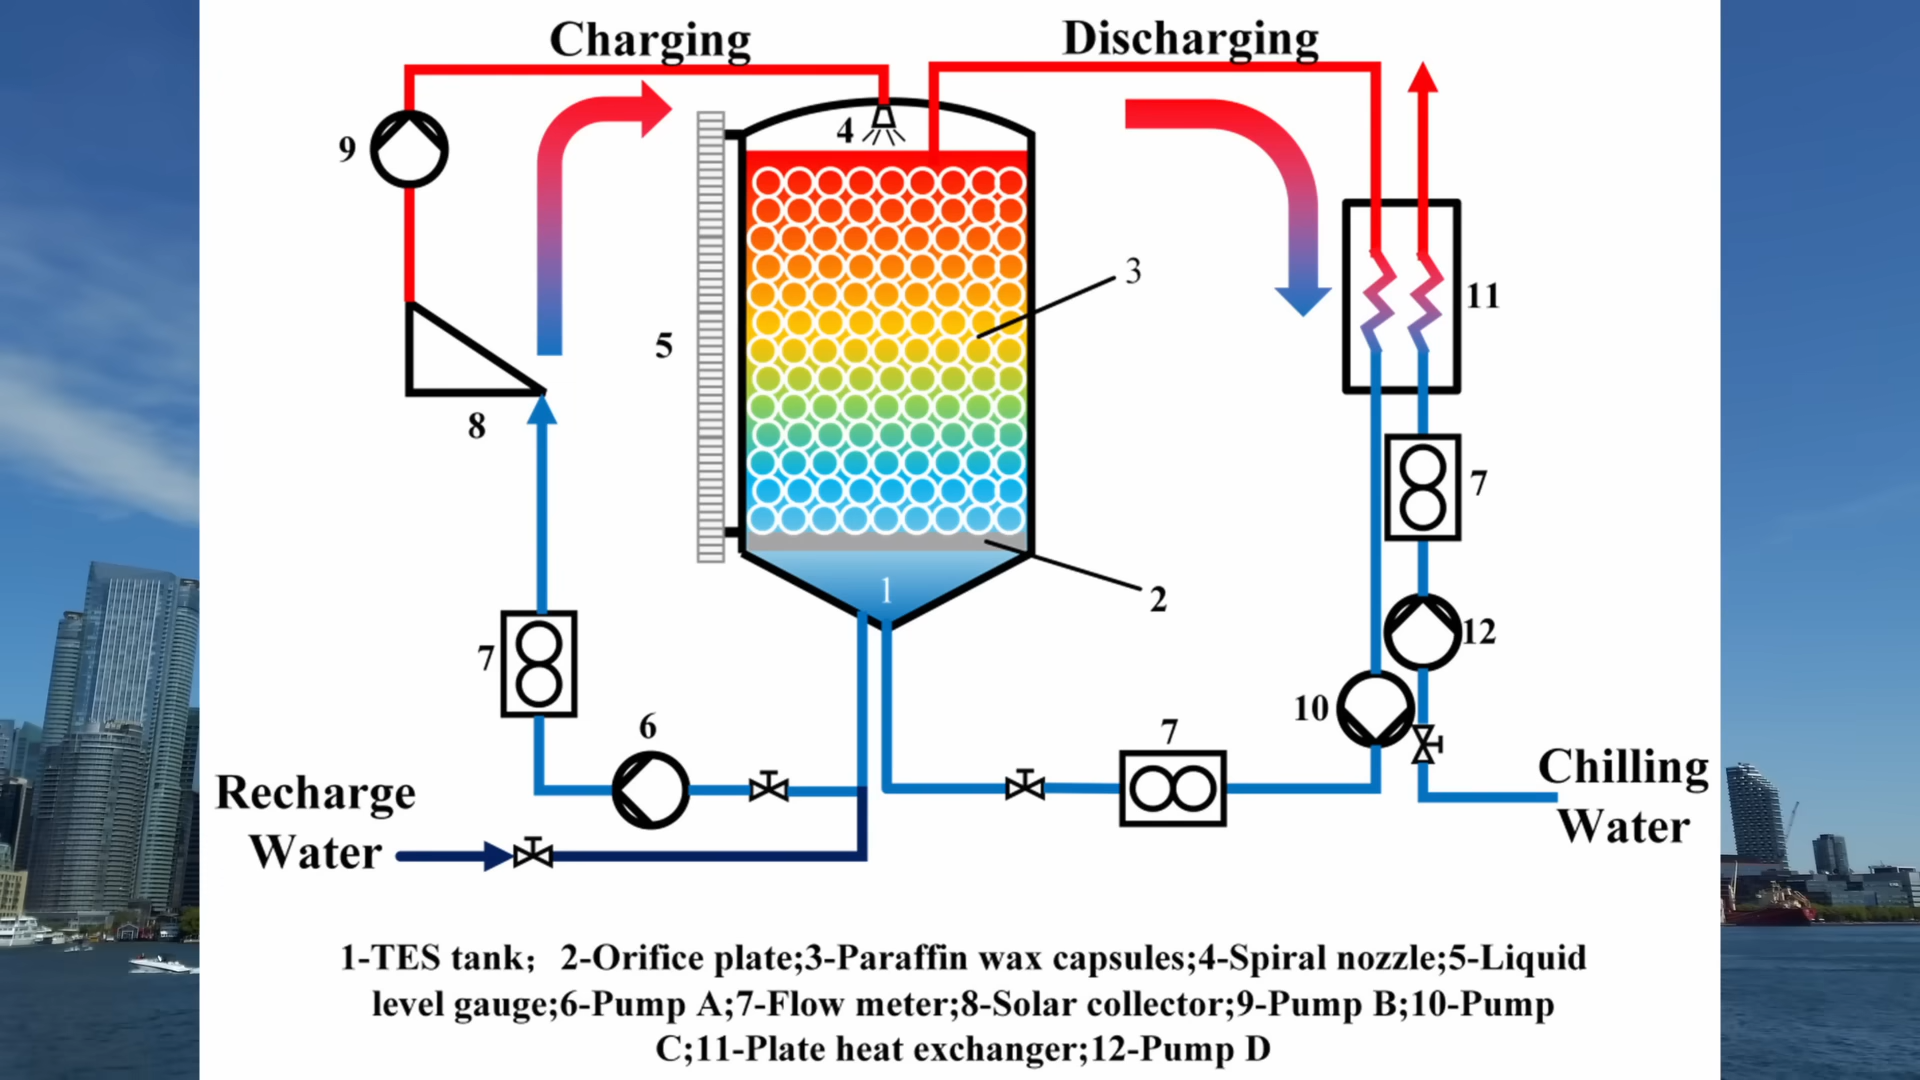 Charging
Discharging
9
4
3
11
5
8
7
1
2
7
6
7
10
12
Recharge
Water
Chilling
Water
1-TES tank；2-Orifice plate;3-Paraffin wax capsules;4-Spiral nozzle;5-Liquid
level gauge;6-Pump A;7-Flow meter;8-Solar collector;9-Pump B;10-Pump
C;11-Plate heat exchanger;12-Pump D